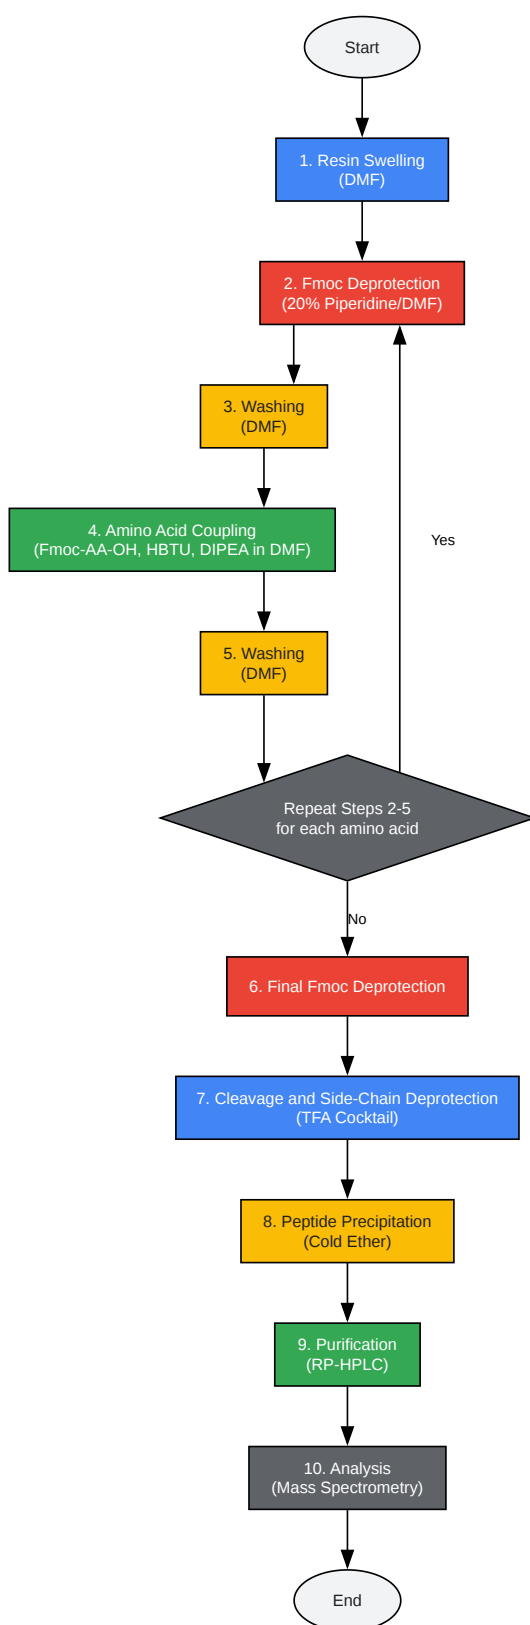 Start
1. Resin Swelling
(DMF)
2. Fmoc Deprotection
(20% Piperidine/DMF)
3. Washing
(DMF)
4. Amino Acid Coupling
(Fmoc-AA-OH, HBTU, DIPEA in DMF)
Yes
5. Washing
(DMF)
Repeat Steps 2-5
for each amino acid
No
6. Final Fmoc Deprotection
7. Cleavage and Side-Chain Deprotection
(TFA Cocktail)
8. Peptide Precipitation
(Cold Ether)
9. Purification
(RP-HPLC)
10. Analysis
(Mass Spectrometry)
End